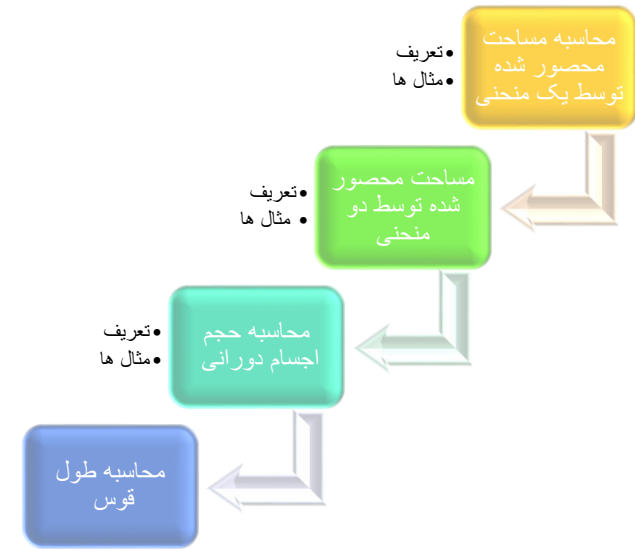 محاسبه مساحت
محصور شده
توسط یک منحنی
•تعریف
•مثال ها
مساحت محصور
شده توسط دو
منحنی
•تعریف
• مثال ها
محاسبه حجم
اجسام دورانی
•تعریف
•مثال ها
محاسبه طول
قوس